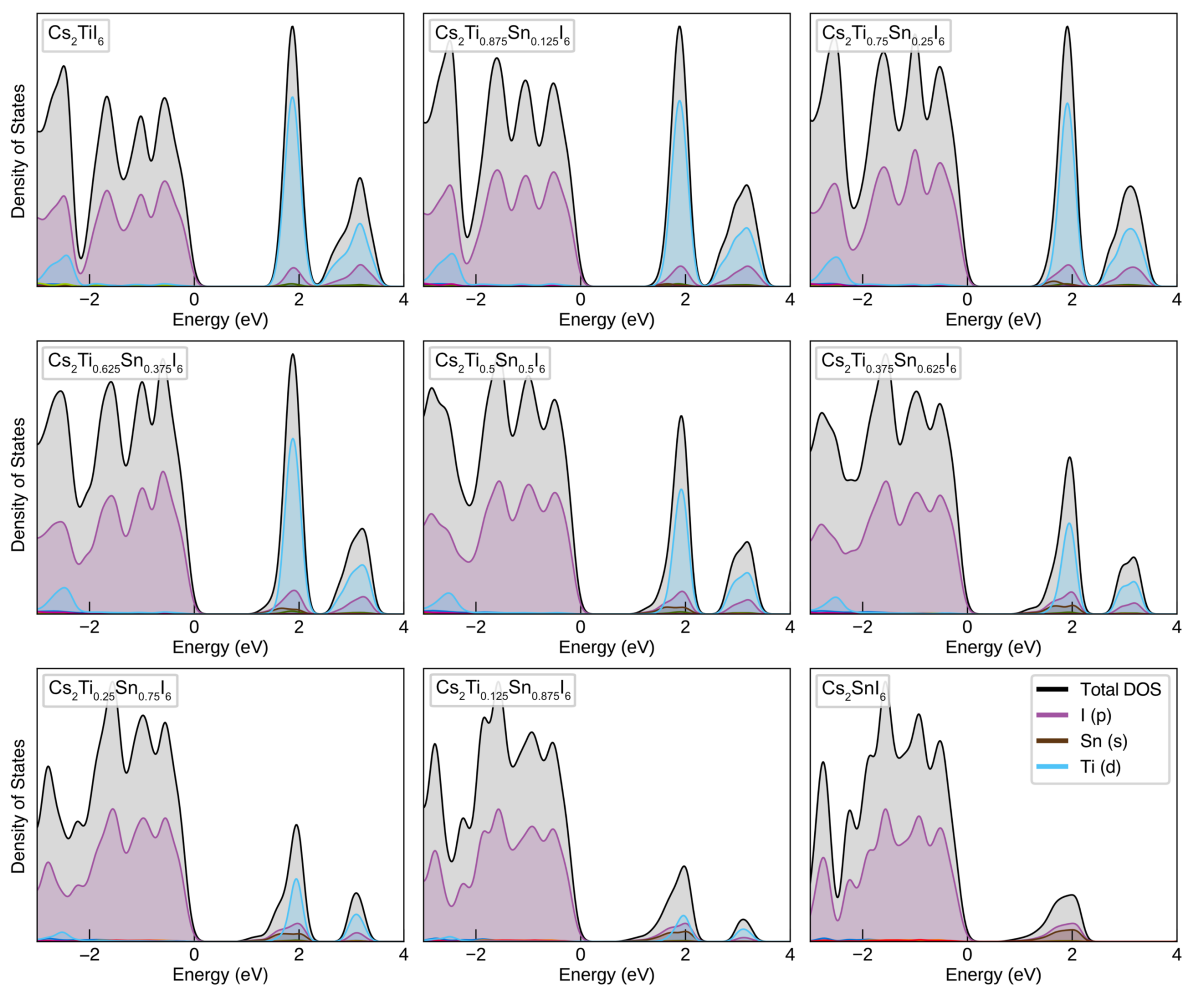 Cs2TiI6
Cs2Ti0.875Sn0.125I6
Cs2Ti0.75Sn0.25I6
Density of States
−2 0 2 4
−2 0 2 4
−2 0 2 4
Energy (eV)
Energy (eV)
Energy (eV)
Cs2Ti0.625Sn0.375I6
Cs2Ti0.5Sn0.5I6
Cs2Ti0.375Sn0.625I6
Density of States
−2 0 2 4
−2 0 2 4
−2 0 2 4
Energy (eV)
Energy (eV)
Energy (eV)
Cs2Ti0.25Sn0.75I6
Cs2Ti0.125Sn0.875I6
Cs2SnI6
Total DOS
I (p)
Sn (s)
Ti (d)
Density of States
−2 0 2 4
−2 0 2 4
−2 0 2 4
Energy (eV)
Energy (eV)
Energy (eV)